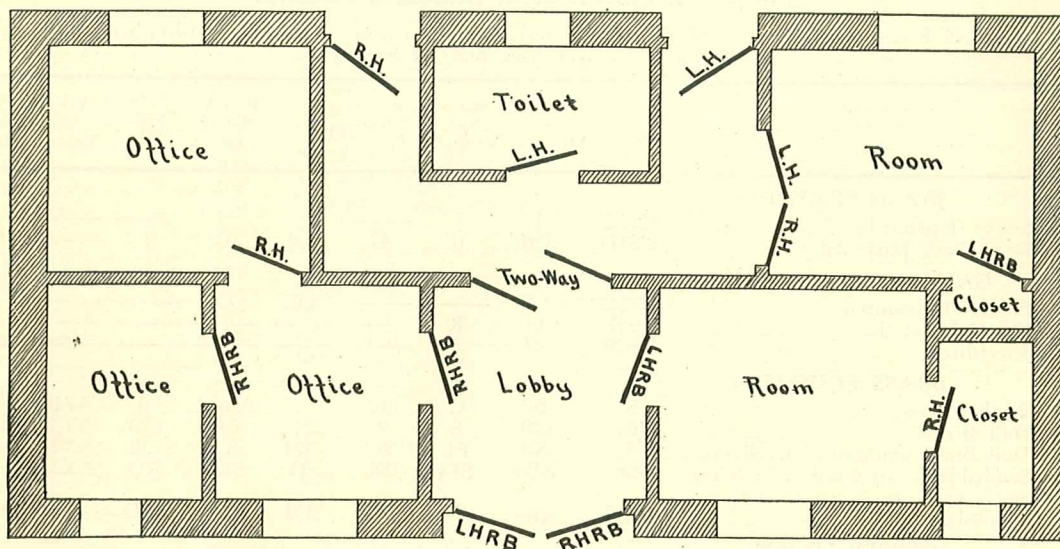 R.H.
L.H.
Toilet
L.H.
Office
L.H.
Room
R.H.
R.H.
LHRB
Two-Way
Closet
RHRB
RHRB
LHRB
Office
Office
Lobby
Room
R.H.
Closet
LHRB
RHRB